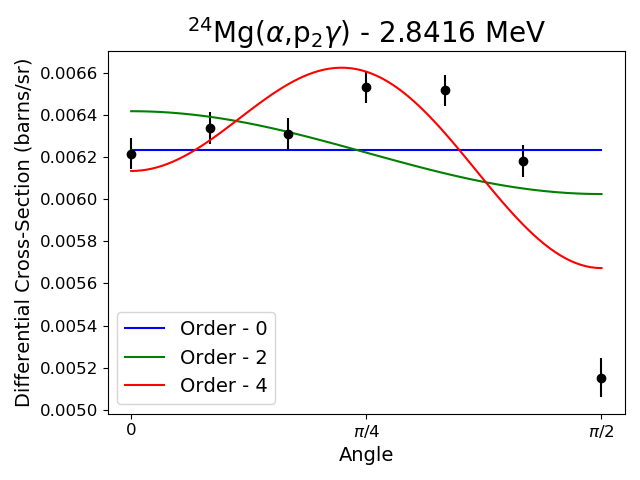 ²⁴Mg(α,p₂γ) - 2.8416 MeV
Differential Cross-Section (barns/sr)
0.0066
0.0064
0.0062
0.0060
0.0058
0.0056
0.0054
0.0052
0.0050
Order - 0
Order - 2
Order - 4
0
π/4
π/2
Angle